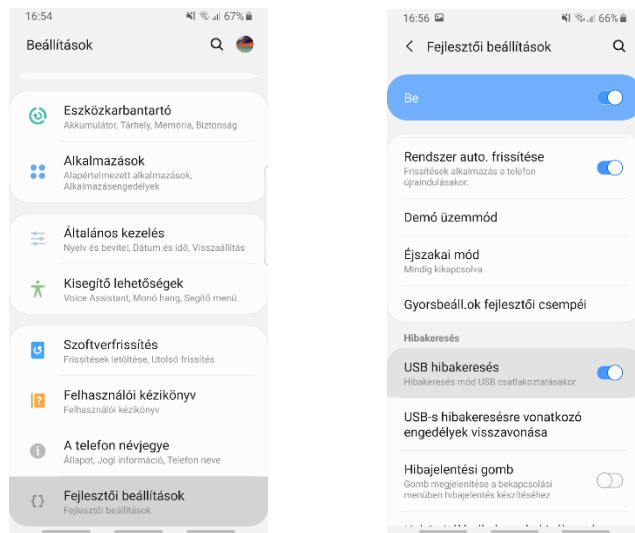 16:54
67%
Beállítások
Eszközkarbantartó
Akkumulátor, Tárhely, Memória, Biztonság
Alkalmazások
Alapértelmezett alkalmazások,
Alkalmazásengedélyek
Általános kezelés
Nyelv és bevitel, Dátum és idő, Visszaállítás
Kisegítő lehetőségek
Voice Assistant, Monó hang, Segítő menü
Szoftverfrissítés
Frissítések letöltése, Utolsó frissítés
Felhasználói kézikönyv
Felhasználói kézikönyv
A telefon névjegye
Állapot, Jogi információ, Telefon neve
Fejlesztői beállítások
Fejlesztői beállítások
16:56
66%
Fejlesztői beállítások
Be
Rendszer auto. frissítése
Frissítések alkalmazás a telefon
újraindulásakor.
Demó üzemmód
Éjszakai mód
Mindig kikapcsolva
Gyorsbeáll.ok fejlesztői csempéi
Hibakeresés
USB hibakeresés
Hibakeresés mód USB csatlakoztatásakor
USB-s hibakeresésre vonatkozó
engedélyek visszavonása
Hibajelentési gomb
Gomb megjelenítése a bekapcsolási
menüben hibajelentés készítéséhez